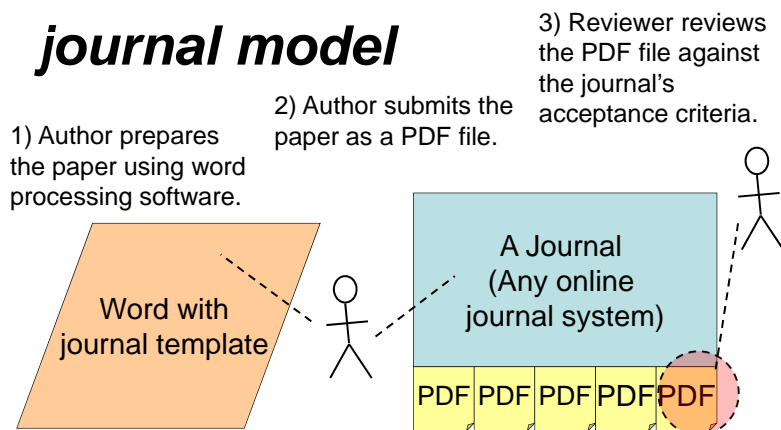 journal model
1) Author prepares
the paper using word
processing software.
2) Author submits the
paper as a PDF file.
3) Reviewer reviews
the PDF file against
the journal's
acceptance criteria.
Word with
journal template
A Journal
(Any online
journal system)
PDF PDF PDF PDF PDF